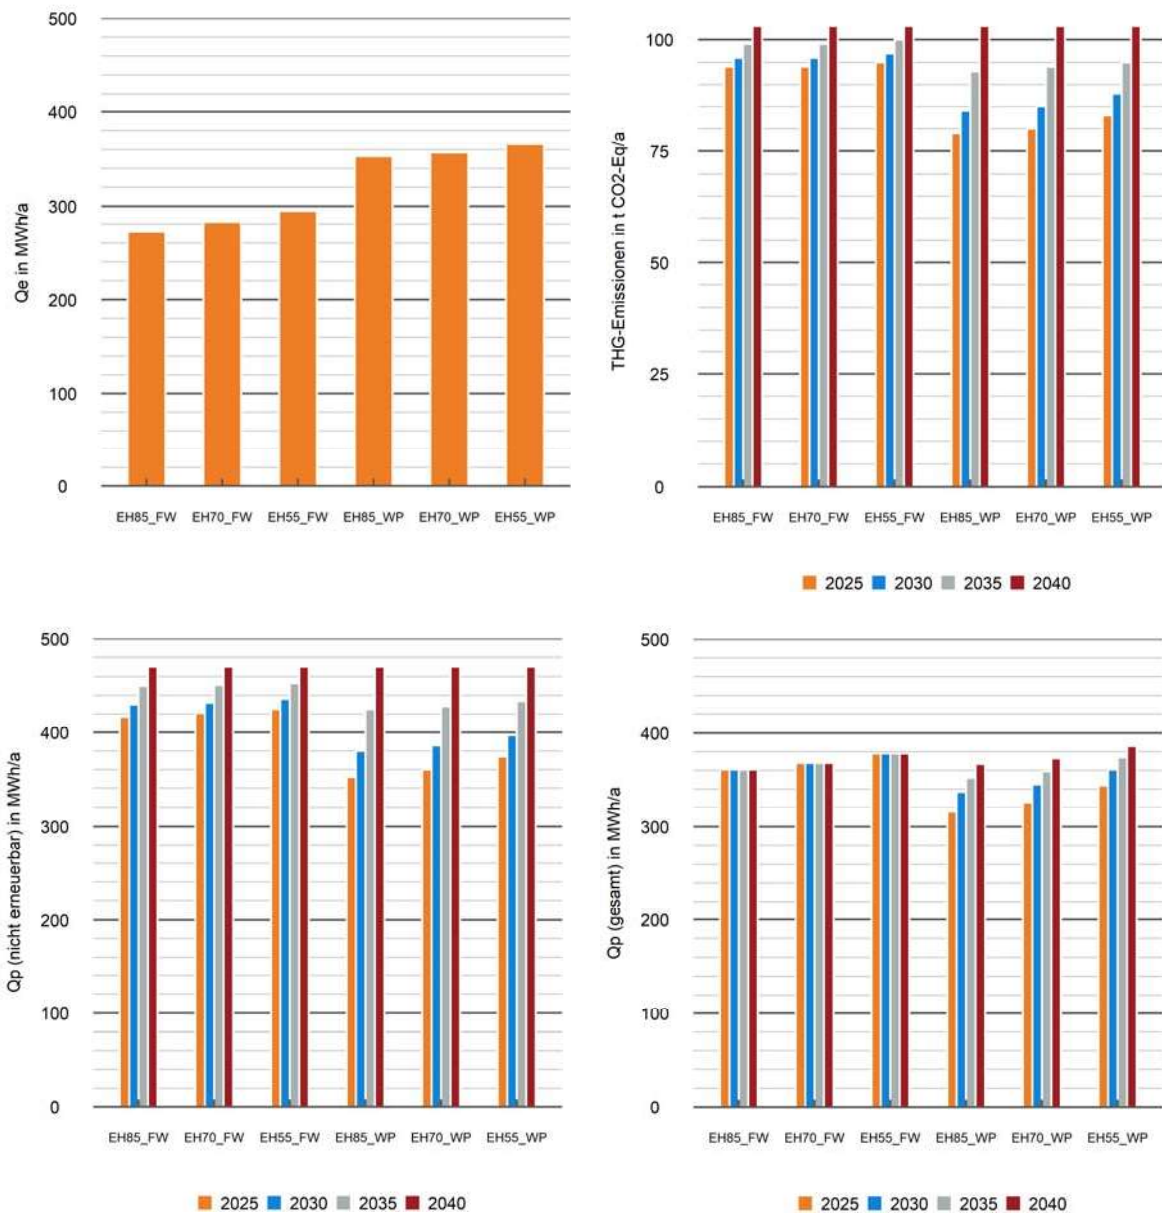 Qe in MWh/a
500
400
300
200
100
0
EH85_FW EH70_FW EH55_FW EH85_WP EH70_WP EH55_WP
THG-Emissionen in t CO2-Eq/a
100
75
50
25
0
EH85_FW EH70_FW EH55_FW EH85_WP EH70_WP EH55_WP
2025 2030 2035 2040
Qp (nicht erneuerbar) in MWh/a
500
400
300
200
100
0
EH85_FW EH70_FW EH55_FW EH85_WP EH70_WP EH55_WP
2025 2030 2035 2040
Qp (gesamt) in MWh/a
500
400
300
200
100
0
EH85_FW EH70_FW EH55_FW EH85_WP EH70_WP EH55_WP
2025 2030 2035 2040